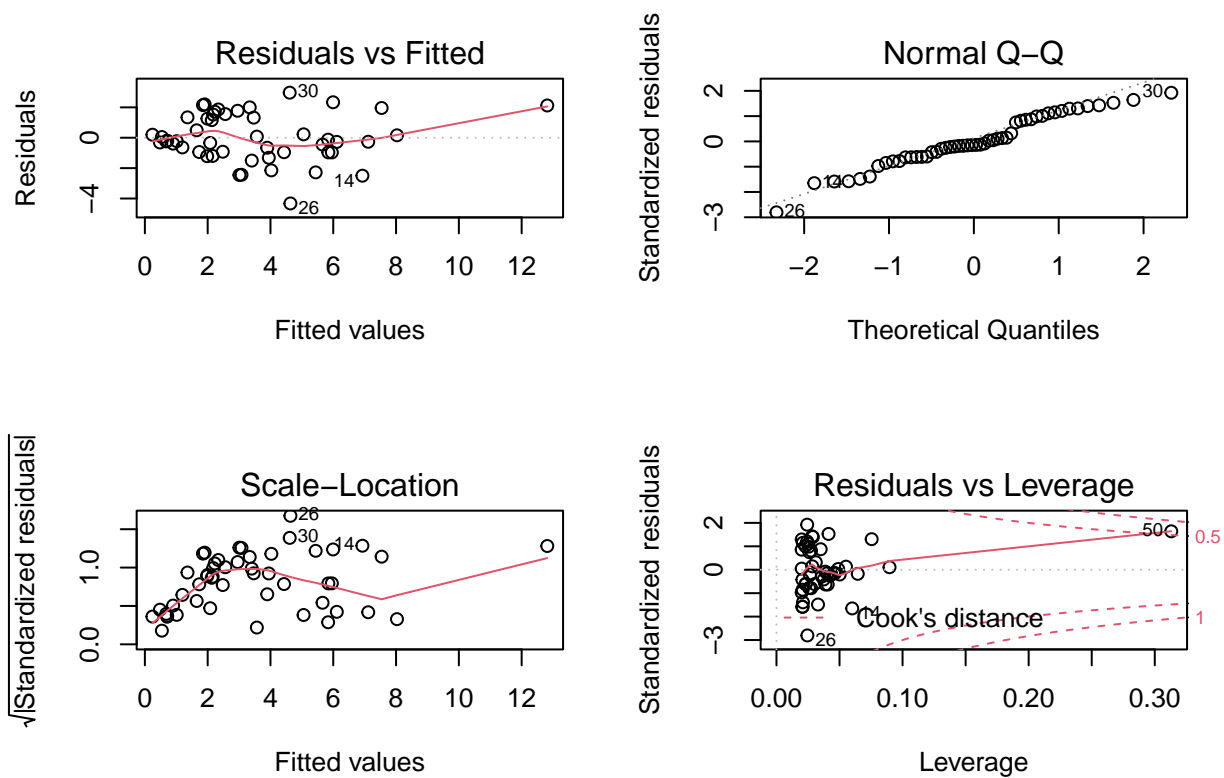 Residuals vs Fitted
Residuals
0
−4
30
14
26
0 2 4 6 8 10 12
Fitted values
Normal Q−Q
Standardized residuals
2
0
−3
30
14
26
−2 −1 0 1 2
Theoretical Quantiles
Scale−Location
√|Standardized residuals|
1.0
0.0
26
30
14
0 2 4 6 8 10 12
Fitted values
Residuals vs Leverage
Standardized residuals
2
0
−3
50
0.5
1
14
Cook's distance
26
0.00 0.10 0.20 0.30
Leverage